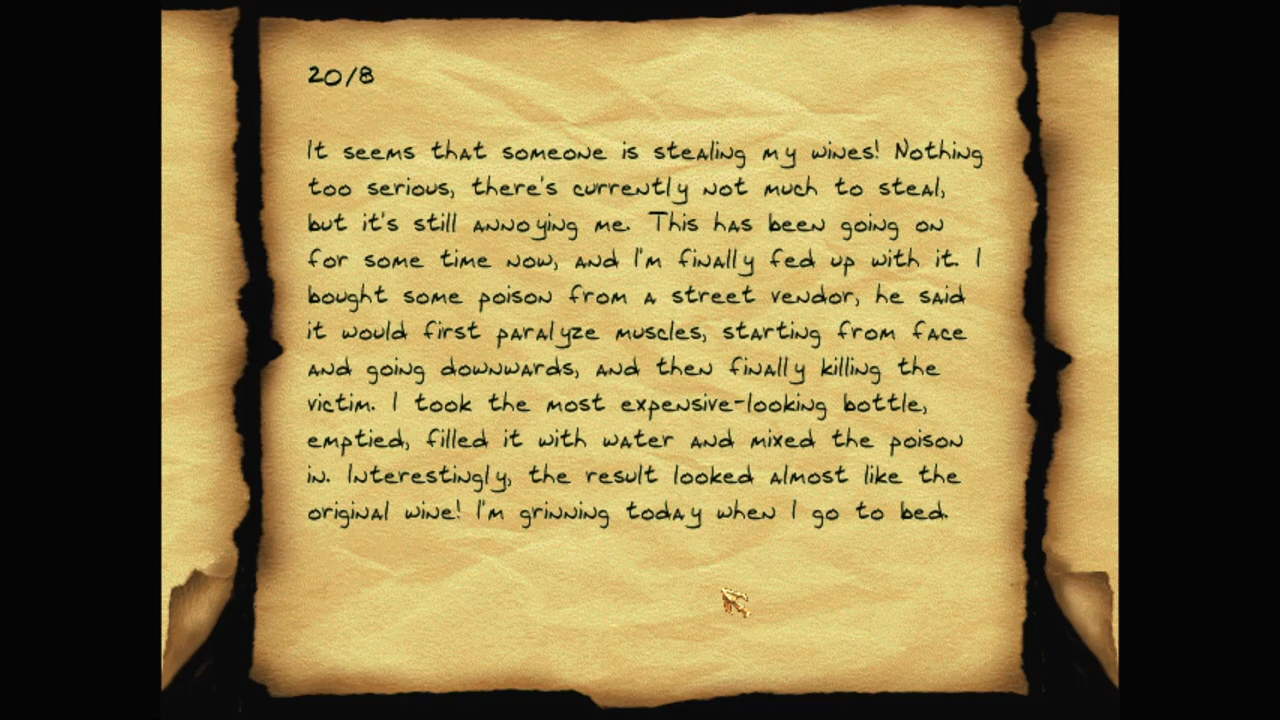 20/8
It seems that someone is stealing my wines! Nothing
too serious, there's currently not much to steal,
but it's still annoying me. This has been going on
for some time now, and I'm finally fed up with it. I
bought some poison from a street vendor, he said
it would first paralyze muscles, starting from face
and going downwards, and then finally killing the
victim. I took the most expensive-looking bottle,
emptied, filled it with water and mixed the poison
in. Interestingly, the result looked almost like the
original wine! I'm grinning today when I go to bed.